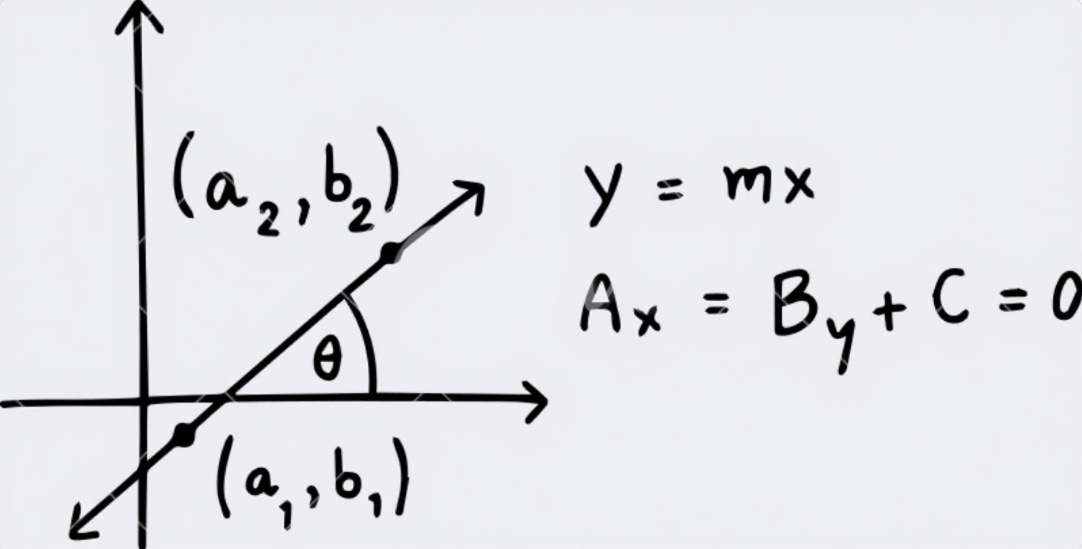 (a₂, b₂)
y = mx
Ax = By + C = 0
θ
(a₁, b₁)